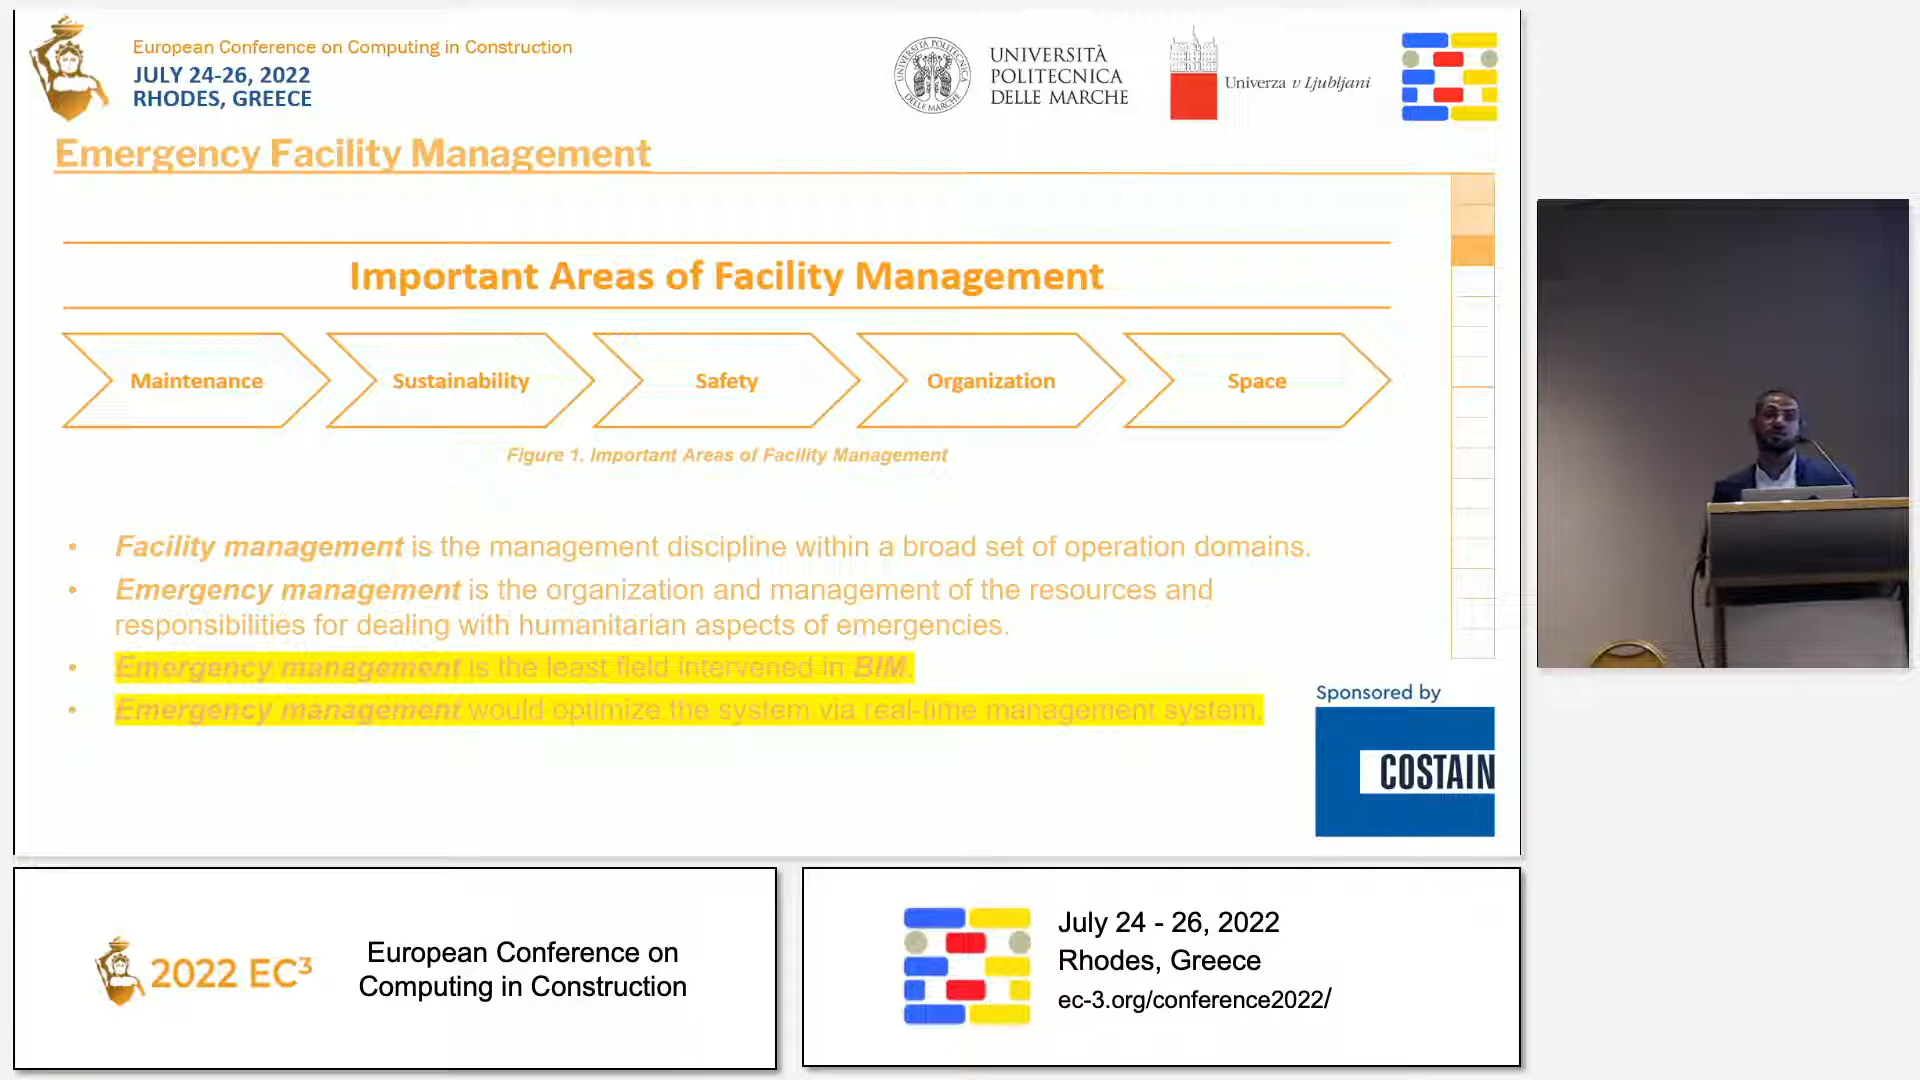 European Conference on Computing in Construction
JULY 24-26, 2022
RHODES, GREECE
UNIVERSITÀ
POLITECNICA
DELLE MARCHE
Univerza v Ljubljani
Emergency Facility Management
Important Areas of Facility Management
Maintenance
Sustainability
Safety
Organization
Space
Figure 1. Important Areas of Facility Management
• Facility management is the management discipline within a broad set of operation domains.
• Emergency management is the organization and management of the resources and
responsibilities for dealing with humanitarian aspects of emergencies.
• Emergency management is the least field intervened in BIM.
• Emergency management would optimize the system via real-time management system.
Sponsored by
COSTAIN
2022 EC³
European Conference on
Computing in Construction
July 24 - 26, 2022
Rhodes, Greece
ec-3.org/conference2022/